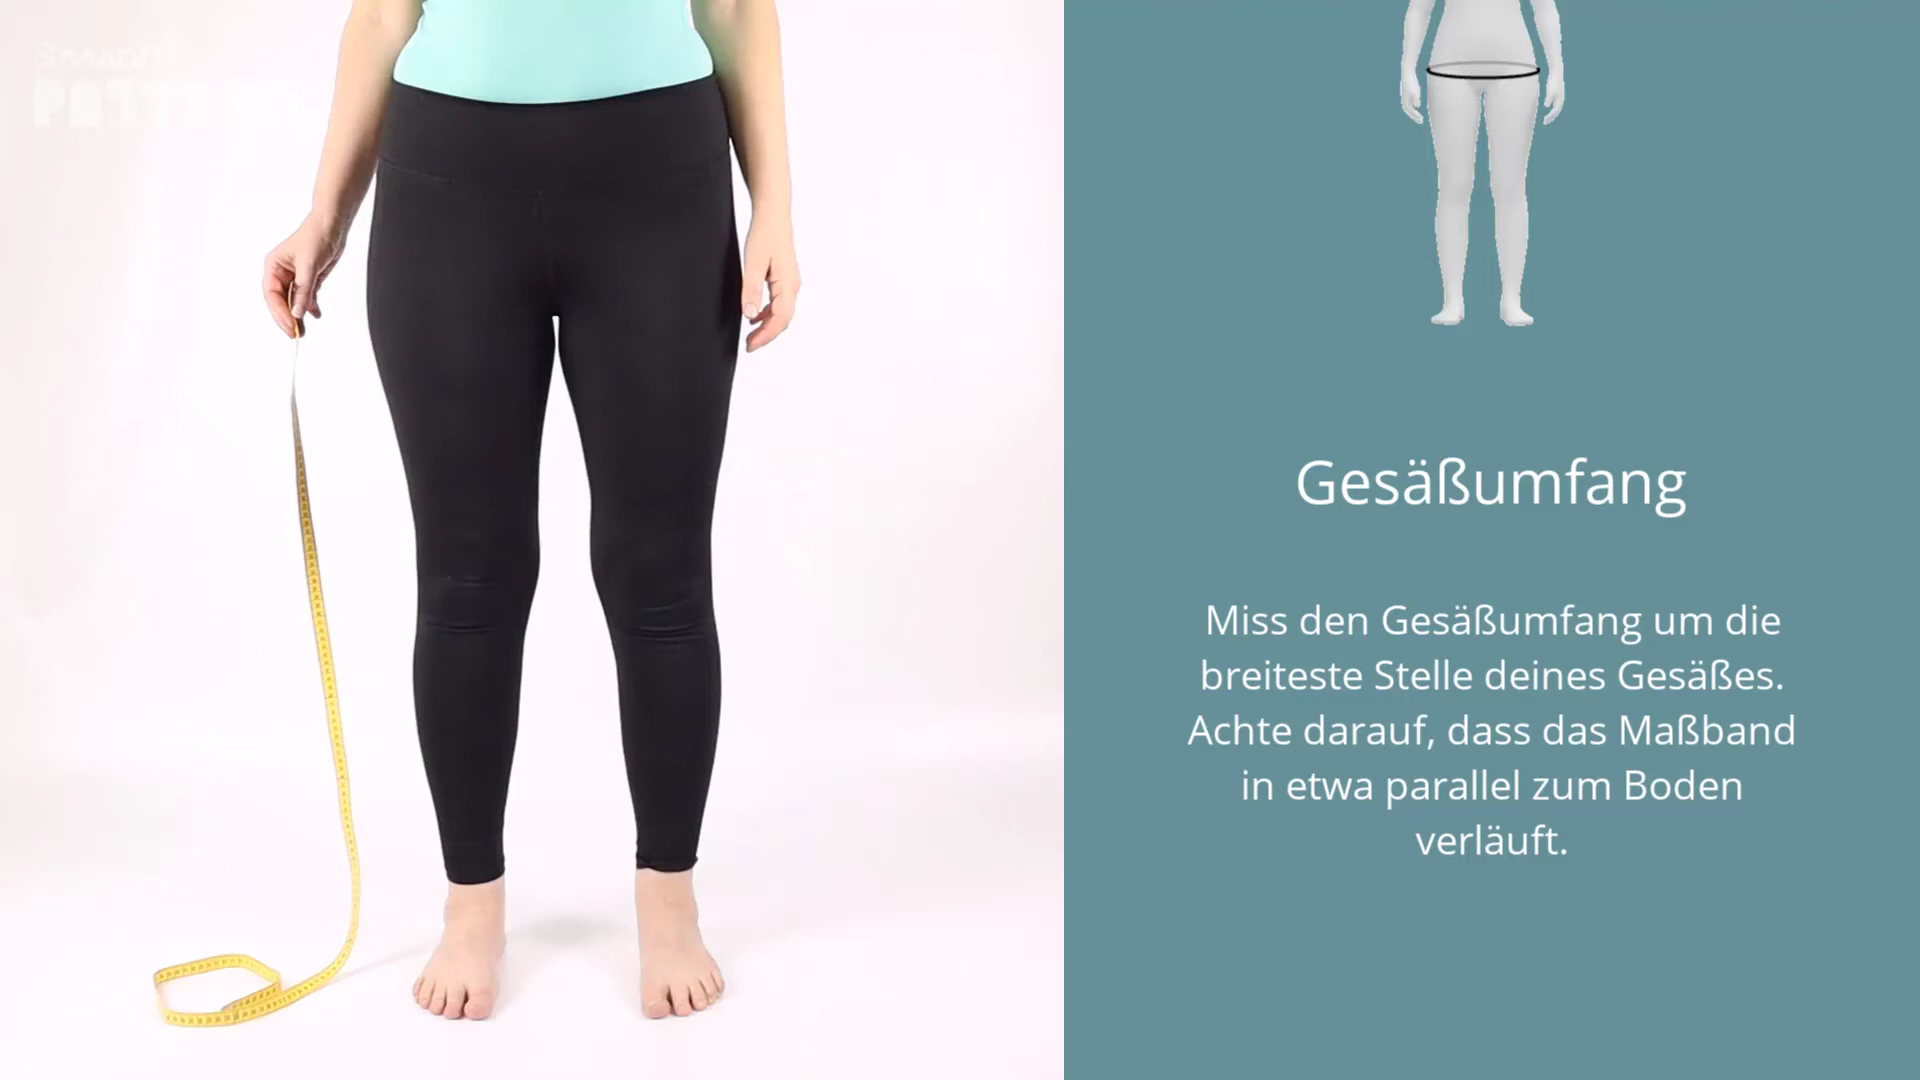 Gesäßumfang
Miss den Gesäßumfang um die
breiteste Stelle deines Gesäßes.
Achte darauf, dass das Maßband
in etwa parallel zum Boden
verläuft.